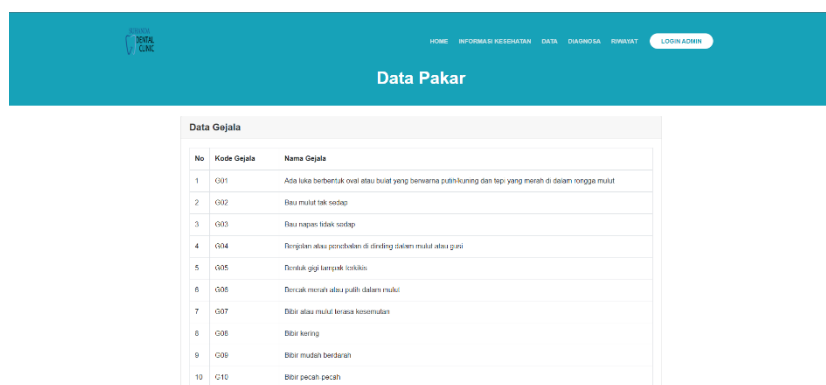 DENTAL
CLINIC
HOME INFORMASI KESEHATAN DATA DIAGNOSA RIWAYAT LOGIN ADMIN
Data Pakar
Data Gejala
No Kode Gejala Nama Gejala
1 G01 Ada luka berbentuk oval atau bulat yang berwarna putih/kuning dan tepi yang merah di dalam rongga mulut
2 G02 Bau mulut tak sedap
3 G03 Bau napas tidak sedap
4 G04 Benjolan atau penebalan di dinding dalam mulut atau gusi
5 G05 Bentuk gigi tampak terkikis
6 G06 Bercak merah atau putih dalam mulut
7 G07 Bibir atau mulut terasa kesemutan
8 G08 Bibir kering
9 G09 Bibir mudah berdarah
10 G10 Bibir pecah pecah